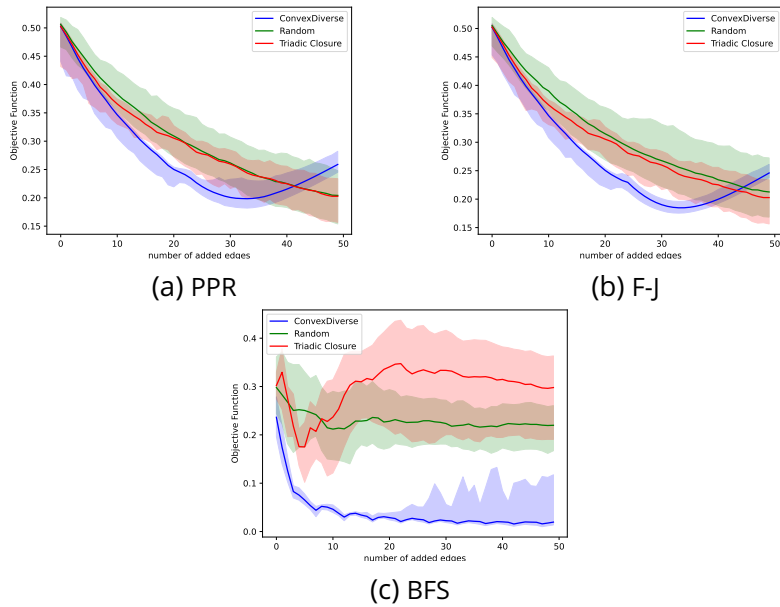 0.50
0.45
0.40
0.35
0.30
0.25
0.20
0.15
Objective Function
ConvexDiverse
Random
Triadic Closure
0 10 20 30 40 50
number of added edges
(a) PPR
0.50
0.45
0.40
0.35
0.30
0.25
0.20
0.15
Objective Function
ConvexDiverse
Random
Triadic Closure
0 10 20 30 40 50
number of added edges
(b) F-J
0.4
0.3
0.2
0.1
0.0
Objective Function
ConvexDiverse
Random
Triadic Closure
0 10 20 30 40 50
number of added edges
(c) BFS